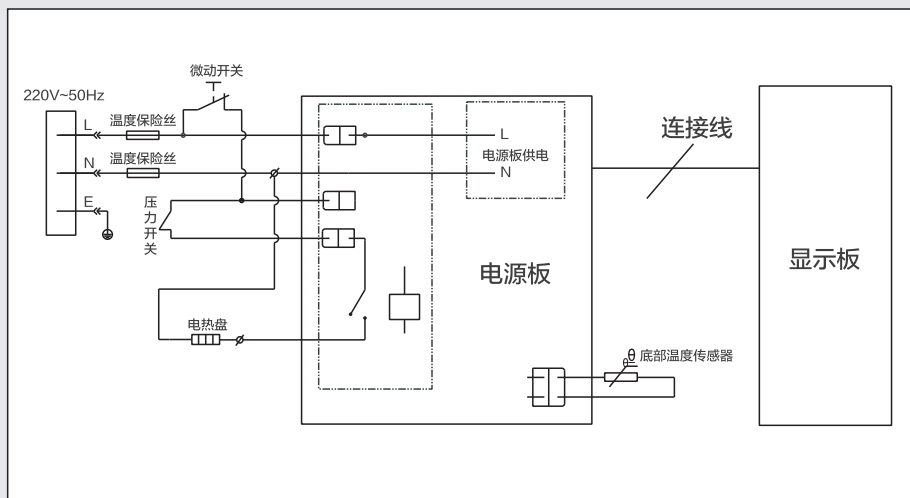 微动开关
220V~50Hz
L
温度保险丝
N
温度保险丝
E
压
力
开
关
L
电源板供电
N
连接线
电源板
显示板
电热盘
θ
θ
底部温度传感器